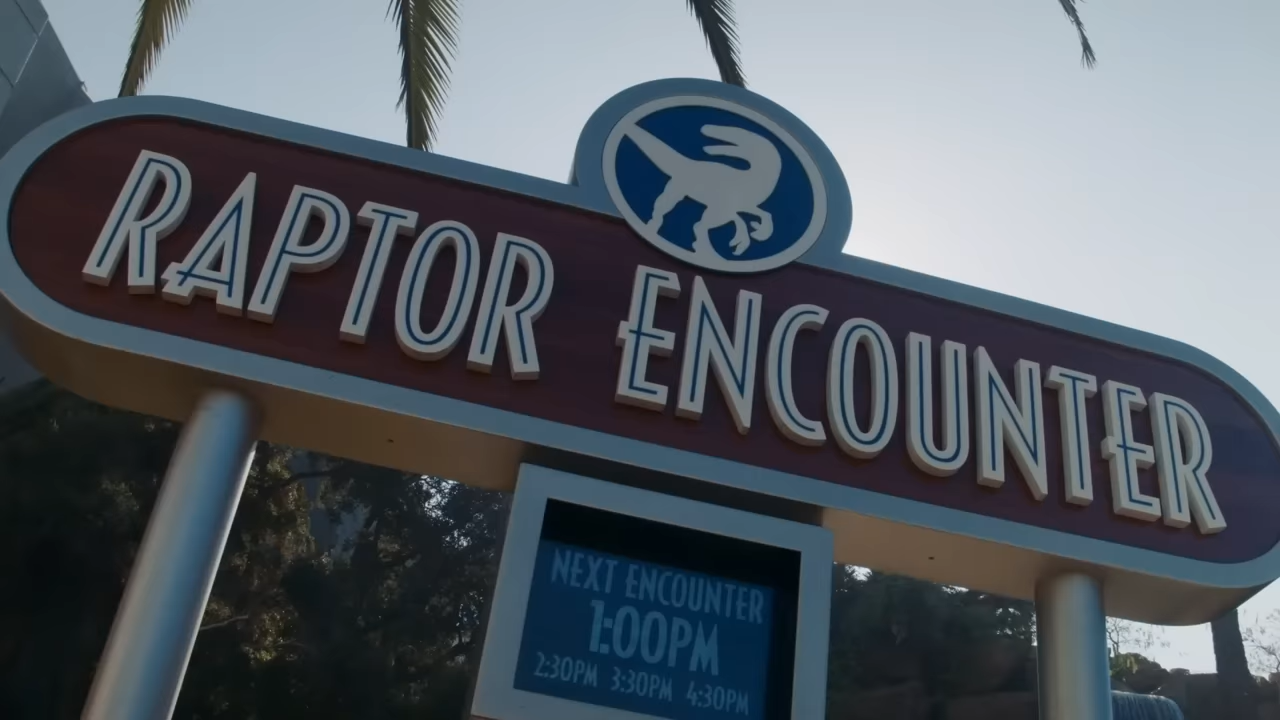 RAPTOR ENCOUNTER
NEXT ENCOUNTER
1:00PM
2:30PM 3:30PM 4:30PM